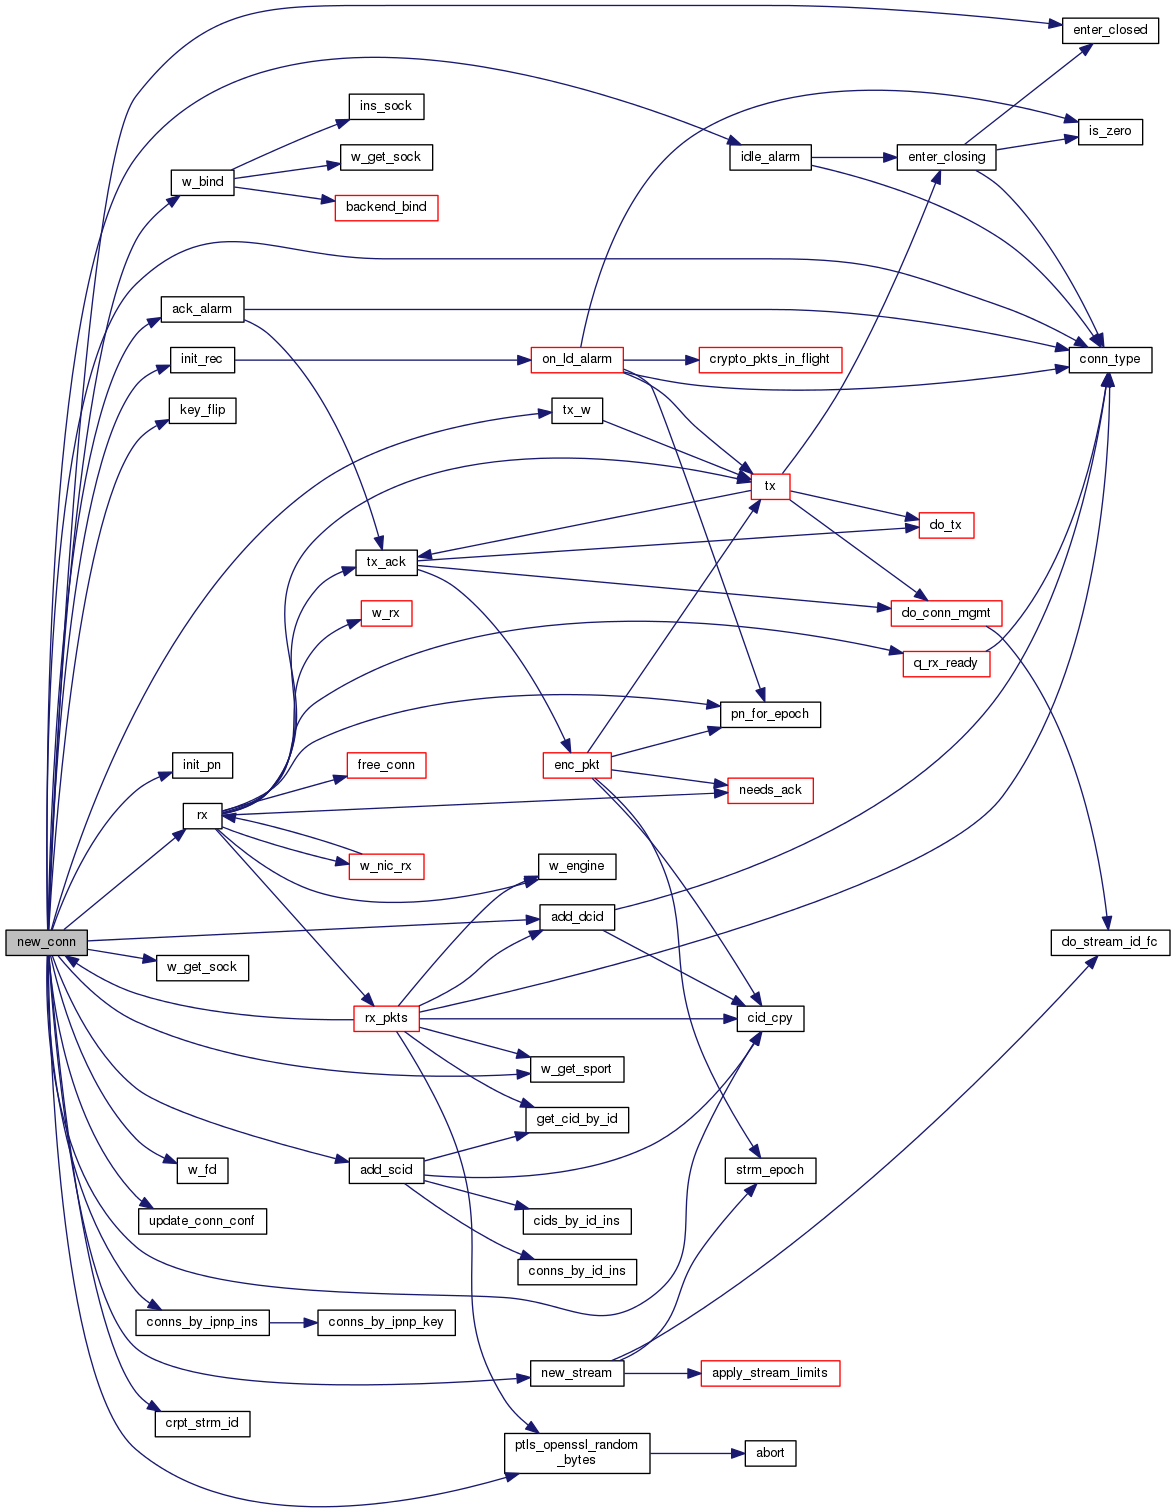 enter_closed
ins_sock
is_zero
w_get_sock
idle_alarm
enter_closing
w_bind
backend_bind
ack_alarm
init_rec
on_ld_alarm
crypto_pkts_in_flight
conn_type
key_flip
tx_w
tx
do_tx
tx_ack
w_rx
do_conn_mgmt
q_rx_ready
pn_for_epoch
init_pn
free_conn
enc_pkt
needs_ack
rx
w_nic_rx
w_engine
add_dcid
new_conn
do_stream_id_fc
w_get_sock
rx_pkts
cid_cpy
w_get_sport
get_cid_by_id
w_fd
add_scid
strm_epoch
update_conn_conf
cids_by_id_ins
conns_by_id_ins
conns_by_ipnp_ins
conns_by_ipnp_key
new_stream
apply_stream_limits
crpt_strm_id
ptls_openssl_random
_bytes
abort